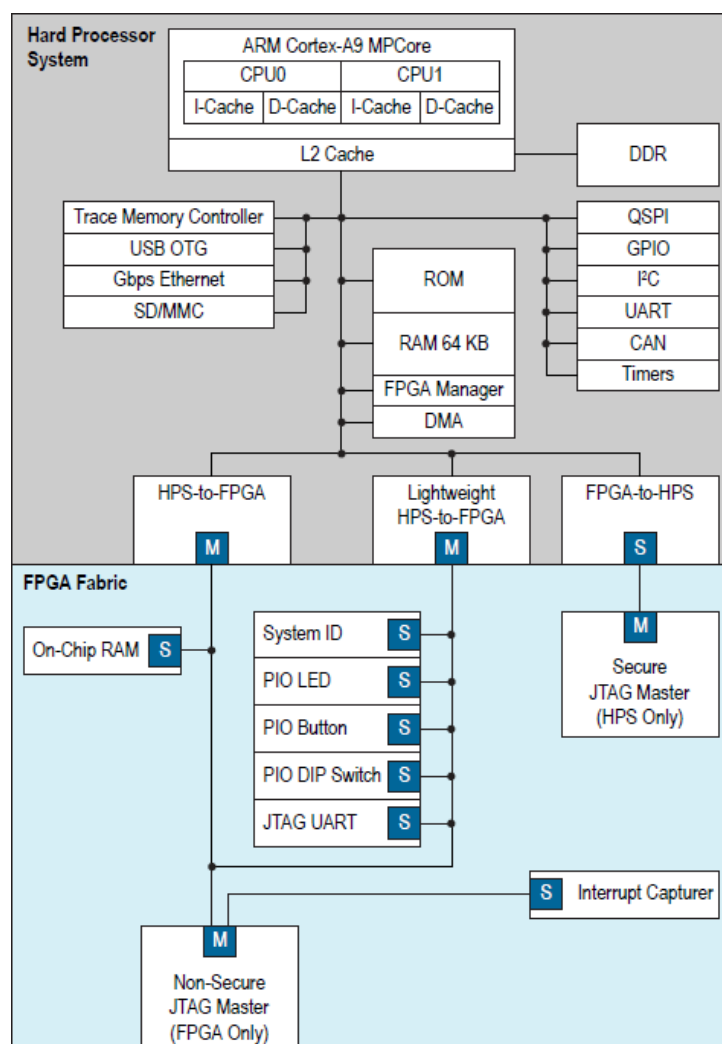 Hard Processor
System
ARM Cortex-A9 MPCore
CPU0
CPU1
I-Cache
D-Cache
I-Cache
D-Cache
L2 Cache
DDR
Trace Memory Controller
USB OTG
Gbps Ethernet
SD/MMC
ROM
RAM 64 KB
FPGA Manager
DMA
QSPI
GPIO
I²C
UART
CAN
Timers
HPS-to-FPGA
M
Lightweight
HPS-to-FPGA
M
FPGA-to-HPS
S
FPGA Fabric
On-Chip RAM
S
System ID
S
PIO LED
S
PIO Button
S
PIO DIP Switch
S
JTAG UART
S
M
Secure
JTAG Master
(HPS Only)
S
Interrupt Capturer
M
Non-Secure
JTAG Master
(FPGA Only)